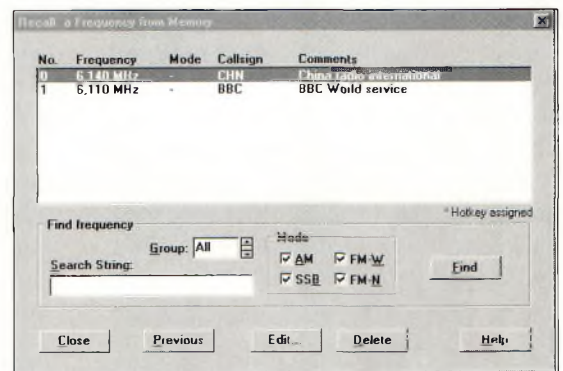 Recall a Frequency from Memory
No. Frequency Mode Callsign Comments
0 6,140 MHz - CHN China radio international
1 6,110 MHz - BBC BBC World service
* Hotkey assigned
Find frequency
Group: All
Mode
Search String:
AM FM-W
SSB FM-N
Find
Close Previous Edit... Delete Help